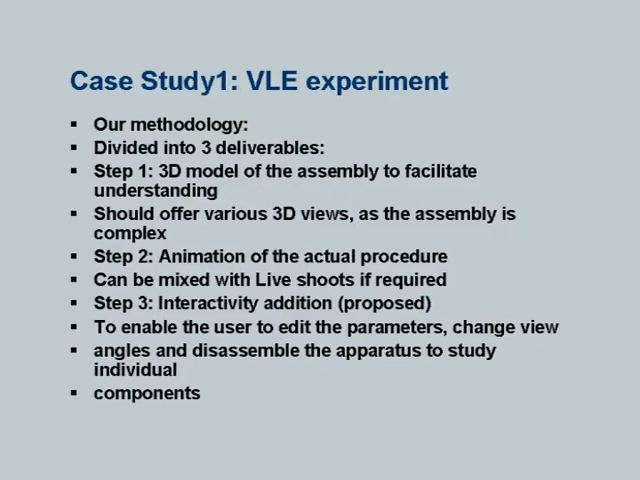 Case Study1: VLE experiment
▪ Our methodology:
▪ Divided into 3 deliverables:
▪ Step 1: 3D model of the assembly to facilitate
understanding
▪ Should offer various 3D views, as the assembly is
complex
▪ Step 2: Animation of the actual procedure
▪ Can be mixed with Live shoots if required
▪ Step 3: Interactivity addition (proposed)
▪ To enable the user to edit the parameters, change view
▪ angles and disassemble the apparatus to study
individual
▪ components